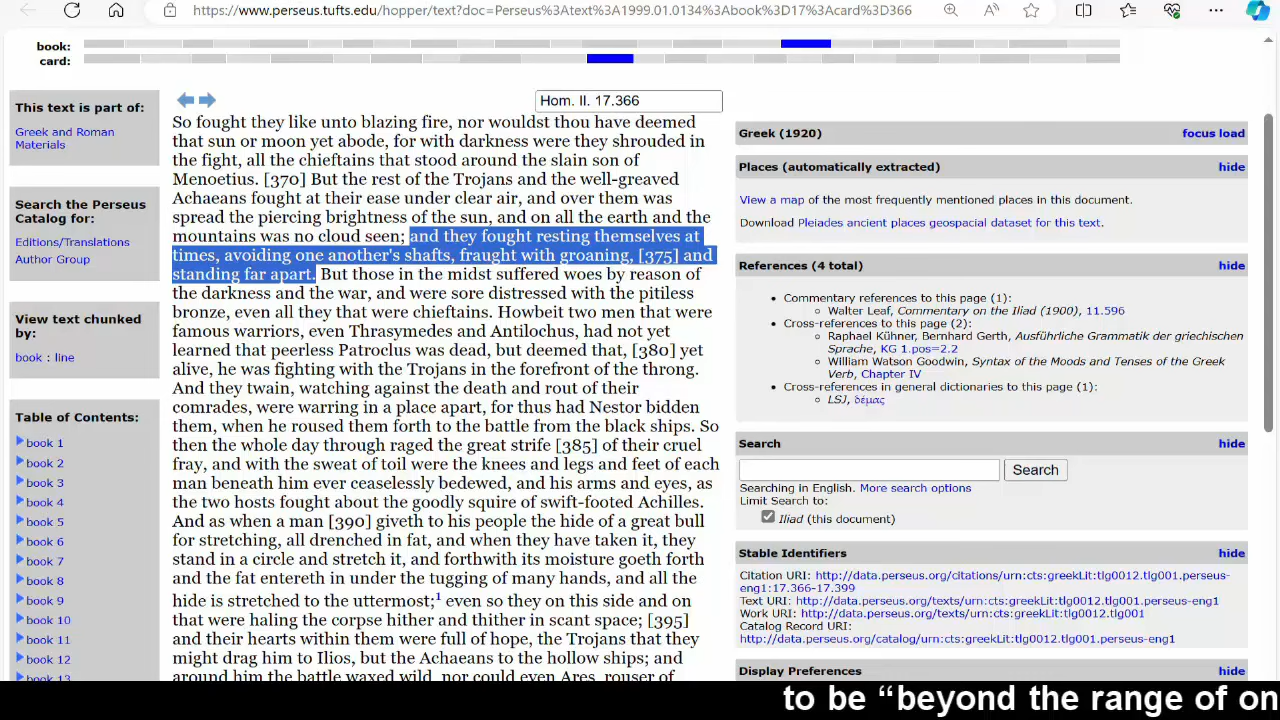 https://www.perseus.tufts.edu/hopper/text?doc=Perseus%3Atext%3A1999.01.0134%3Abook%3D17%3Acard%3D366
book:
card:
This text is part of:
Greek and Roman
Materials
Search the Perseus
Catalog for:
Editions/Translations
Author Group
View text chunked
by:
book : line
Table of Contents:
book 1
book 2
book 3
book 4
book 5
book 6
book 7
book 8
book 9
book 10
book 11
book 12
book 13
Hom. Il. 17.366
So fought they like unto blazing fire, nor wouldst thou have deemed
that sun or moon yet abode, for with darkness were they shrouded in
the fight, all the chieftains that stood around the slain son of
Menoetius. [370] But the rest of the Trojans and the well-greaved
Achaeans fought at their ease under clear air, and over them was
spread the piercing brightness of the sun, and on all the earth and the
mountains was no cloud seen; and they fought resting themselves at
times, avoiding one another's shafts, fraught with groaning, [375] and
standing far apart. But those in the midst suffered woes by reason of
the darkness and the war, and were sore distressed with the pitiless
bronze, even all they that were chieftains. Howbeit two men that were
famous warriors, even Thrasymedes and Antilochus, had not yet
learned that peerless Patroclus was dead, but deemed that, [380] yet
alive, he was fighting with the Trojans in the forefront of the throng.
And they twain, watching against the death and rout of their
comrades, were warring in a place apart, for thus had Nestor bidden
them, when he roused them forth to the battle from the black ships. So
then the whole day through raged the great strife [385] of their cruel
fray, and with the sweat of toil were the knees and legs and feet of each
man beneath him ever ceaselessly bedewed, and his arms and eyes, as
the two hosts fought about the goodly squire of swift-footed Achilles.
And as when a man [390] giveth to his people the hide of a great bull
for stretching, all drenched in fat, and when they have taken it, they
stand in a circle and stretch it, and forthwith its moisture goeth forth
and the fat entereth in under the tugging of many hands, and all the
hide is stretched to the uttermost;1 even so they on this side and on
that were haling the corpse hither and thither in scant space; [395]
and their hearts within them were full of hope, the Trojans that they
might drag him to Ilios, but the Achaeans to the hollow ships; and
around him the battle waxed wild, nor could even Ares, rouser of
Greek (1920) focus load
Places (automatically extracted) hide
View a map of the most frequently mentioned places in this document.
Download Pleiades ancient places geospatial dataset for this text.
References (4 total) hide
Commentary references to this page (1):
Walter Leaf, Commentary on the Iliad (1900), 11.596
Cross-references to this page (2):
Raphael Kühner, Bernhard Gerth, Ausführliche Grammatik der griechischen
Sprache, KG 1.pos=2.2
William Watson Goodwin, Syntax of the Moods and Tenses of the Greek
Verb, Chapter IV
Cross-references in general dictionaries to this page (1):
LSJ, δέμας
Search hide
Search
Searching in English. More search options
Limit Search to:
Iliad (this document)
Stable Identifiers hide
Citation URI: http://data.perseus.org/citations/urn:cts:greekLit:tlg0012.tlg001.perseus-
eng1:17.366-17.399
Text URI: http://data.perseus.org/texts/urn:cts:greekLit:tlg0012.tlg001.perseus-eng1
Work URI: http://data.perseus.org/texts/urn:cts:greekLit:tlg0012.tlg001
Catalog Record URI:
http://data.perseus.org/catalog/urn:cts:greekLit:tlg0012.tlg001.perseus-eng1
Display Preferences hide
to be “beyond the range of on